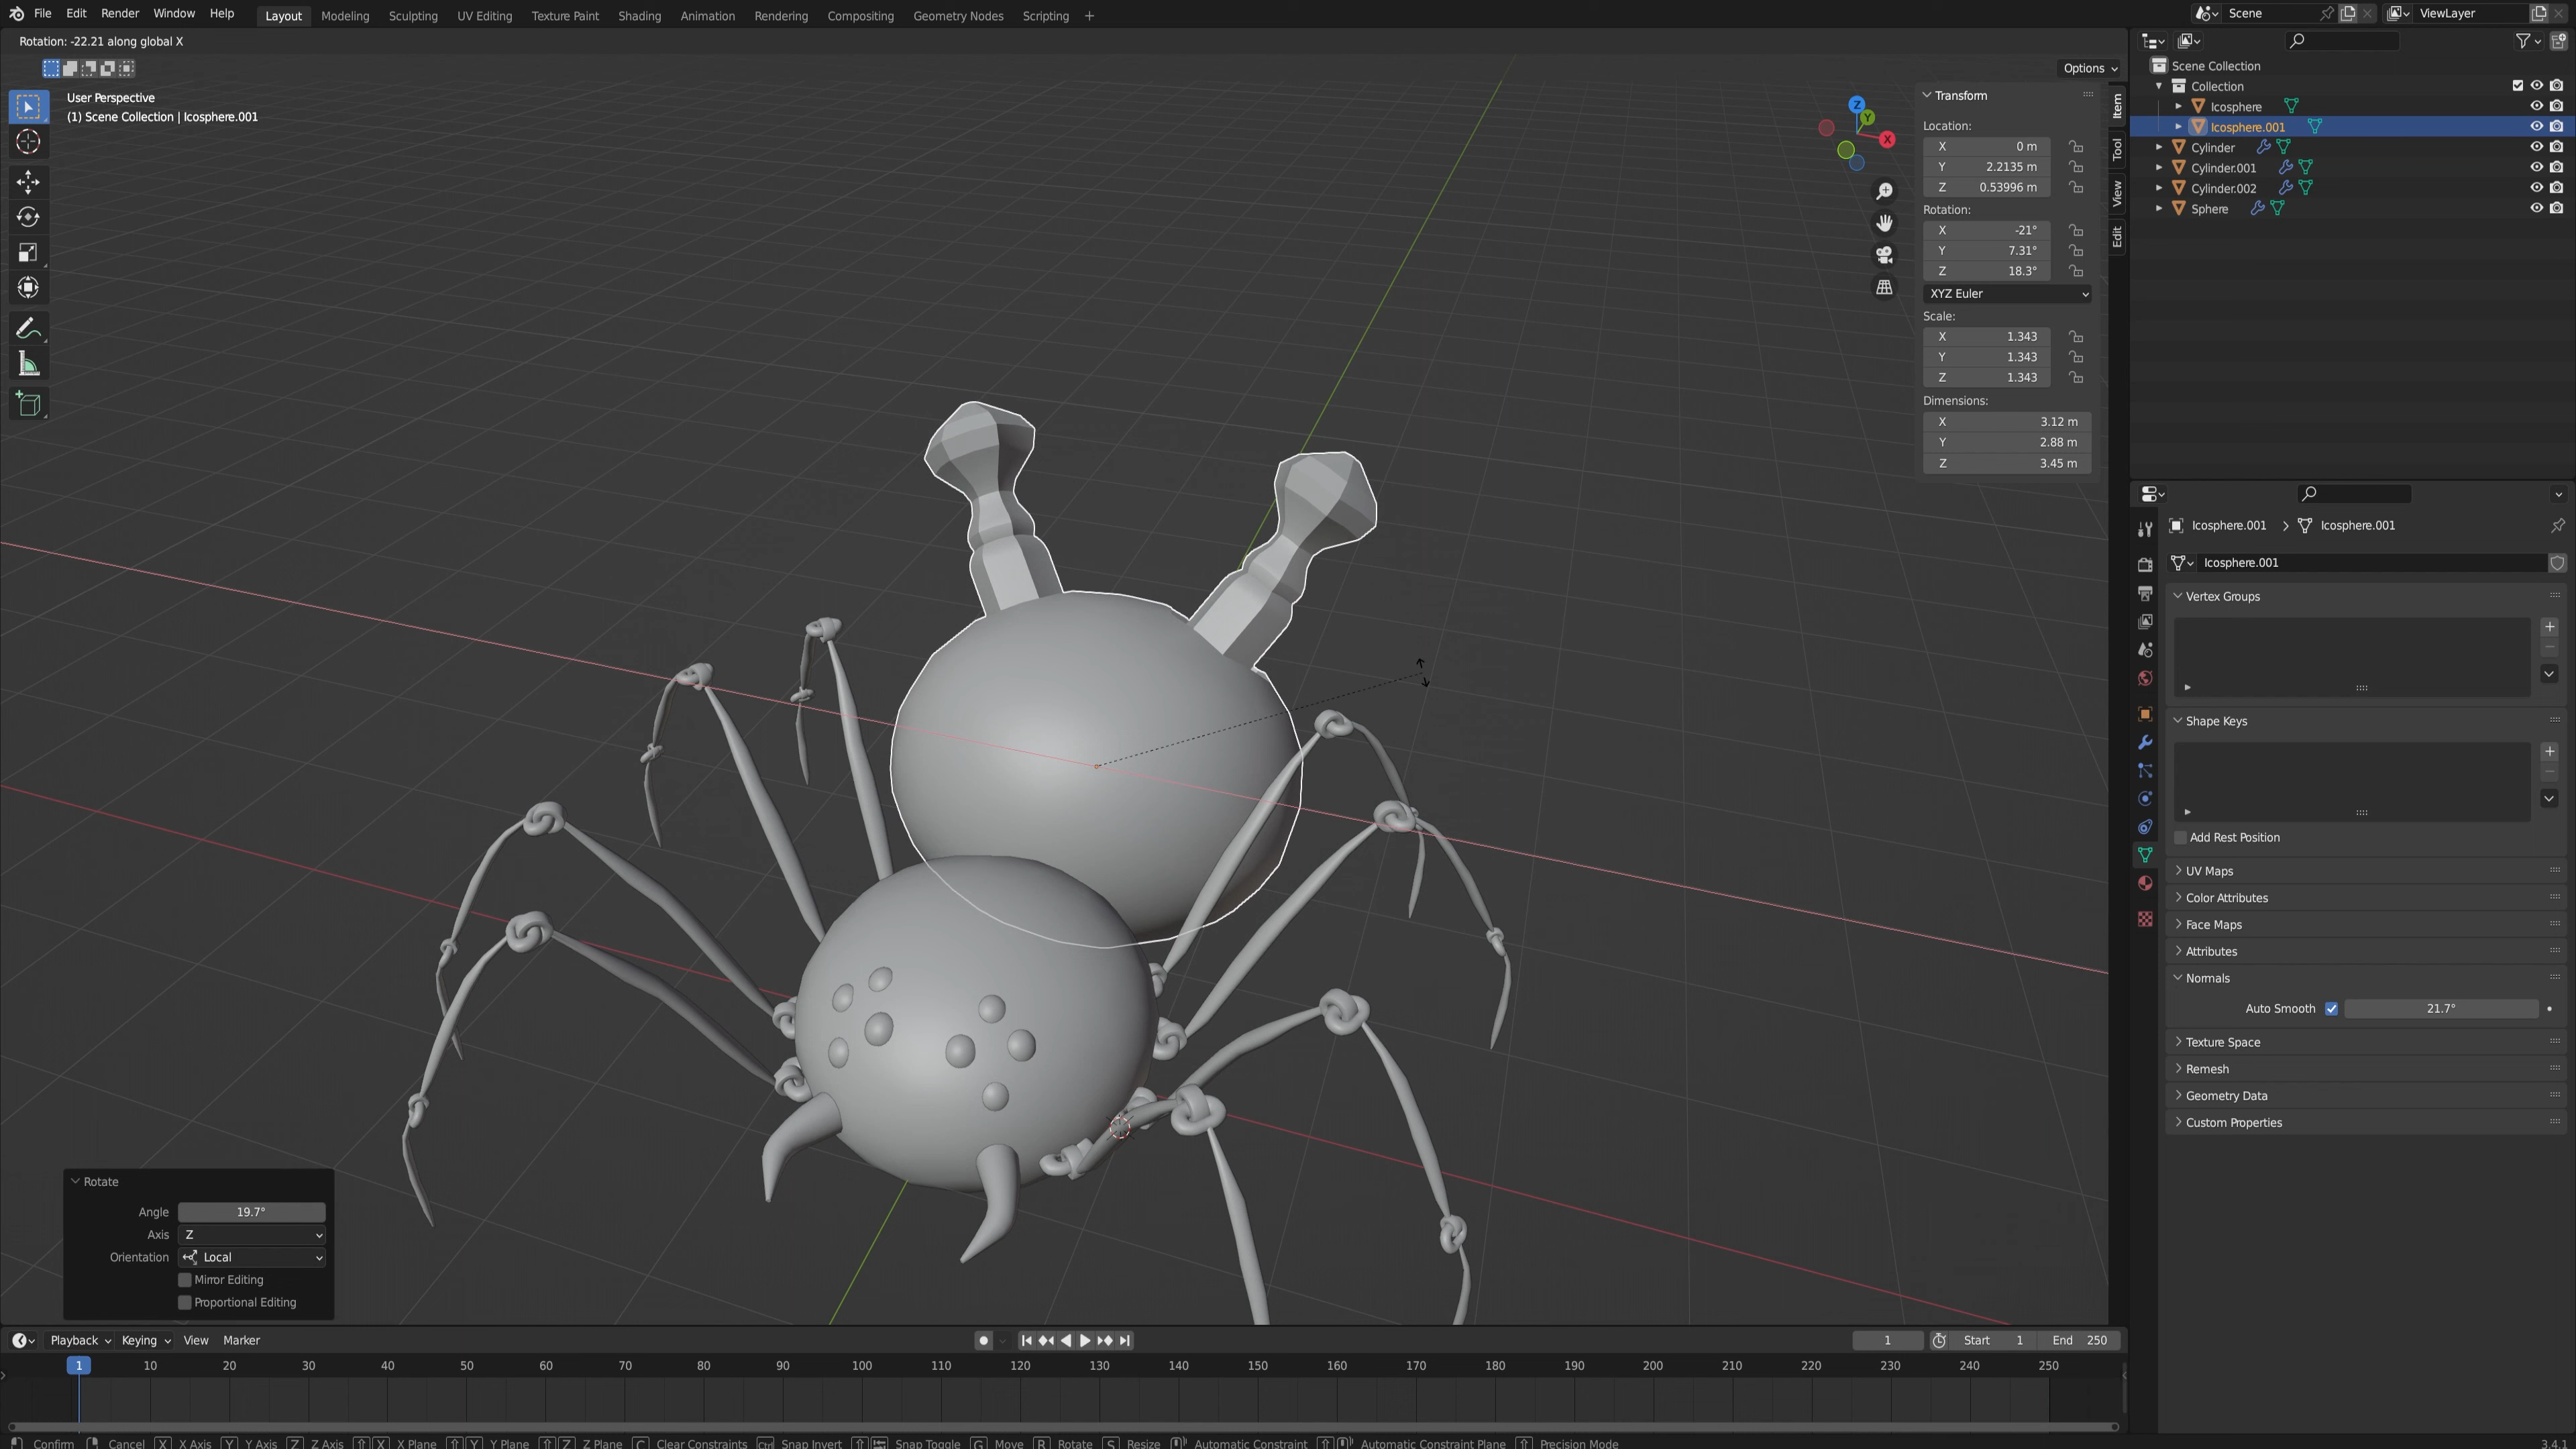 File Edit Render Window Help Layout Modeling Sculpting UV Editing Texture Paint Shading Animation Rendering Compositing Geometry Nodes Scripting + Scene ViewLayer
Rotation: -22.21 along global X
Options
User Perspective
(1) Scene Collection | Icosphere.001
Z
Y
X
Transform
Location:
X 0 m
Y 2.2135 m
Z 0.53996 m
Rotation:
X -21°
Y 7.31°
Z 18.3°
XYZ Euler
Scale:
X 1.343
Y 1.343
Z 1.343
Dimensions:
X 3.12 m
Y 2.88 m
Z 3.45 m
Item
Tool
View
Edit
Scene Collection
Collection
Icosphere
Icosphere.001
Cylinder
Cylinder.001
Cylinder.002
Sphere
Icosphere.001 > Icosphere.001
Icosphere.001
Vertex Groups
Shape Keys
Add Rest Position
UV Maps
Color Attributes
Face Maps
Attributes
Normals
Auto Smooth 21.7°
Texture Space
Remesh
Geometry Data
Custom Properties
Rotate
Angle 19.7°
Axis Z
Orientation Local
Mirror Editing
Proportional Editing
Playback Keying View Marker 1 Start 1 End 250
1 10 20 30 40 50 60 70 80 90 100 110 120 130 140 150 160 170 180 190 200 210 220 230 240 250
Confirm Cancel X X Axis Y Y Axis Z Z Axis X X Plane Y Y Plane Z Z Plane C Clear Constraints Ctrl Snap Invert Snap Toggle G Move R Rotate S Resize Automatic Constraint Automatic Constraint Plane Precision Mode 3.4.1